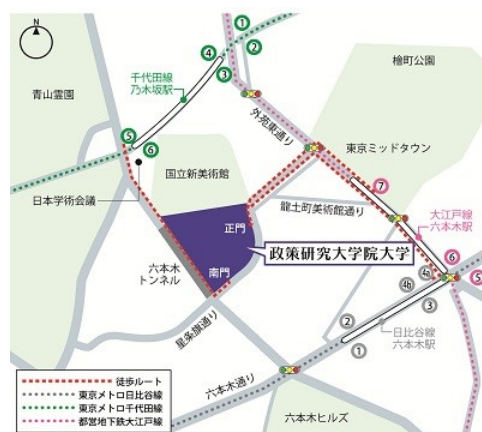 N
①
②
③
④
檜町公園
千代田線
乃木坂駅
青山霊園
外苑東通り
⑤
⑥
東京ミッドタウン
国立新美術館
日本学術会議
⑦
龍土町美術館通り
大江戸線
六本木駅
正門
政策研究大学院大学
六本木
トンネル
南門
⑥
⑤
4a
4b
③
星条旗通り
②
①
日比谷線
六本木駅
六本木通り
六本木ヒルズ
徒歩ルート
東京メトロ日比谷線
東京メトロ千代田線
都営地下鉄大江戸線